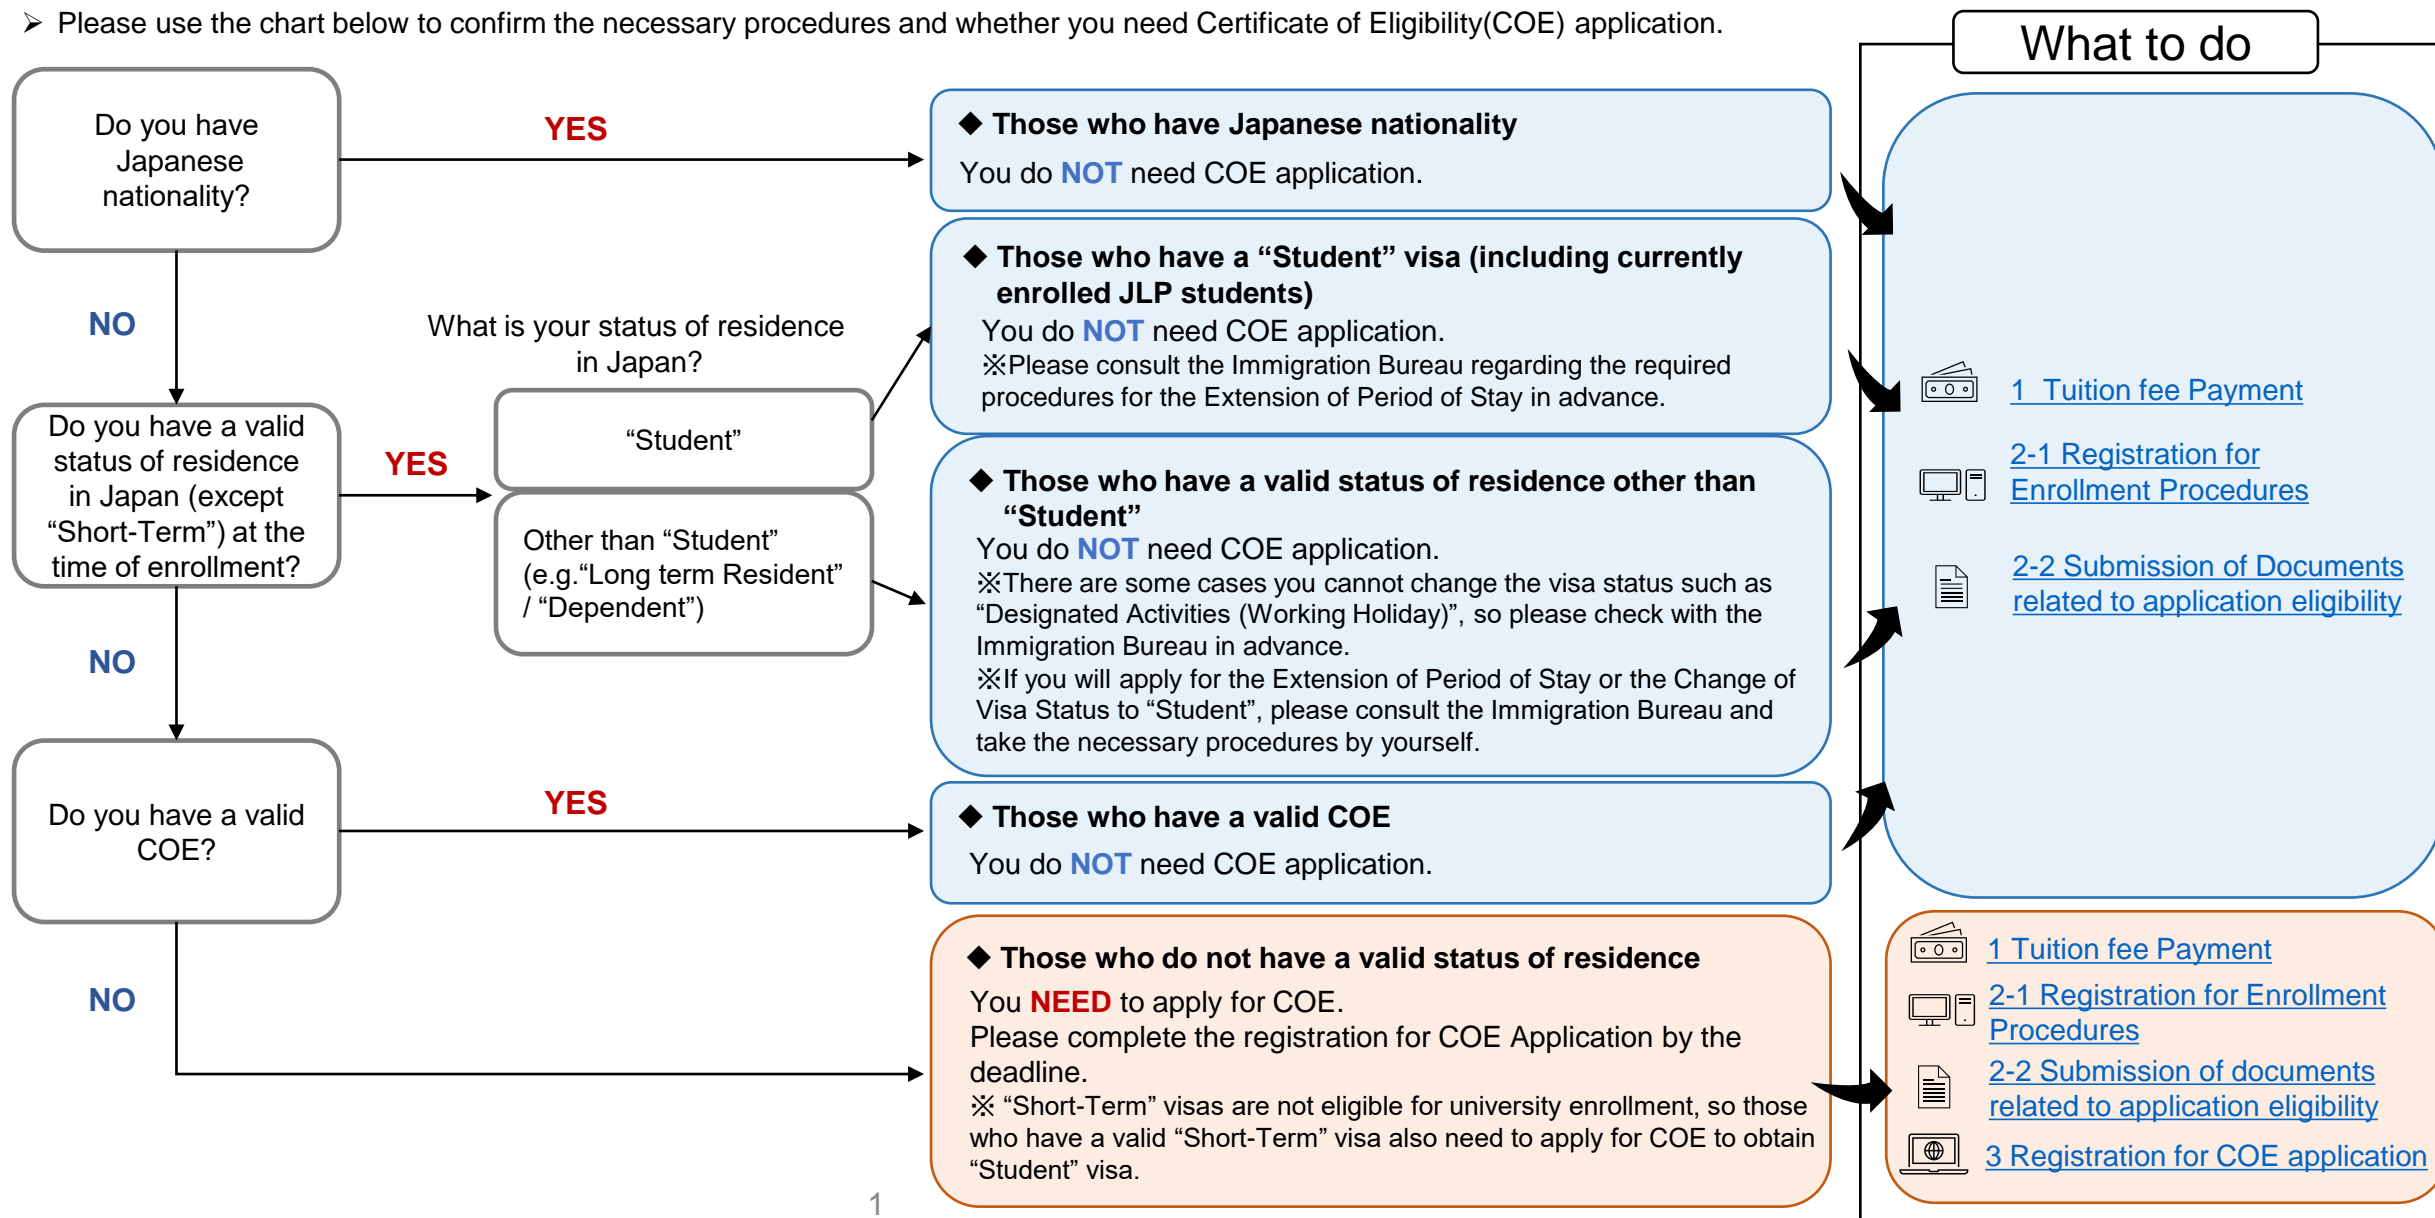 ➢ Please use the chart below to confirm the necessary procedures and whether you need Certificate of Eligibility(COE) application.
What to do
Do you have
Japanese
nationality?
YES
◆ Those who have Japanese nationality
You do NOT need COE application.
NO
◆ Those who have a “Student” visa (including currently
enrolled JLP students)
You do NOT need COE application.
※Please consult the Immigration Bureau regarding the required
procedures for the Extension of Period of Stay in advance.
What is your status of residence
in Japan?
Do you have a valid
status of residence
in Japan (except
“Short-Term”) at the
time of enrollment?
YES
“Student”
Other than “Student”
(e.g.“Long term Resident”
/ “Dependent”)
◆ Those who have a valid status of residence other than
“Student”
You do NOT need COE application.
※There are some cases you cannot change the visa status such as
“Designated Activities (Working Holiday)”, so please check with the
Immigration Bureau in advance.
※If you will apply for the Extension of Period of Stay or the Change of
Visa Status to “Student”, please consult the Immigration Bureau and
take the necessary procedures by yourself.
NO
Do you have a valid
COE?
YES
◆ Those who have a valid COE
You do NOT need COE application.
1 Tuition fee Payment
2-1 Registration for
Enrollment Procedures
2-2 Submission of Documents
related to application eligibility
NO
◆ Those who do not have a valid status of residence
You NEED to apply for COE.
Please complete the registration for COE Application by the
deadline.
※ “Short-Term” visas are not eligible for university enrollment, so those
who have a valid “Short-Term” visa also need to apply for COE to obtain
“Student” visa.
1 Tuition fee Payment
2-1 Registration for Enrollment
Procedures
2-2 Submission of documents
related to application eligibility
3 Registration for COE application
1